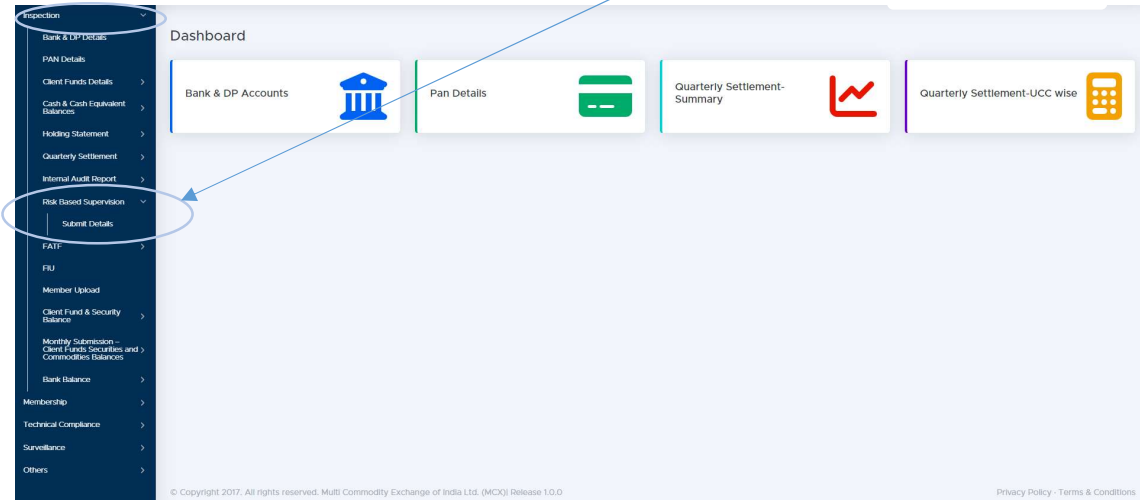 Inspection
Bank & DP Details
PAN Details
Client Funds Details
Cash & Cash Equivalent
Balances
Holding Statement
Quarterly Settlement
Internal Audit Report
Risk Based Supervision
Submit Details
FATF
FIU
Member Upload
Client Fund & Security
Balance
Monthly Submission –
Client Funds Securities and
Commodities Balances
Bank Balance
Membership
Technical Compliance
Surveillance
Others
Dashboard
Bank & DP Accounts
Pan Details
Quarterly Settlement-
Summary
Quarterly Settlement-UCC wise
© Copyright 2017. All rights reserved. Multi Commodity Exchange of India Ltd. (MCX)| Release 1.0.0
Privacy Policy · Terms & Conditions